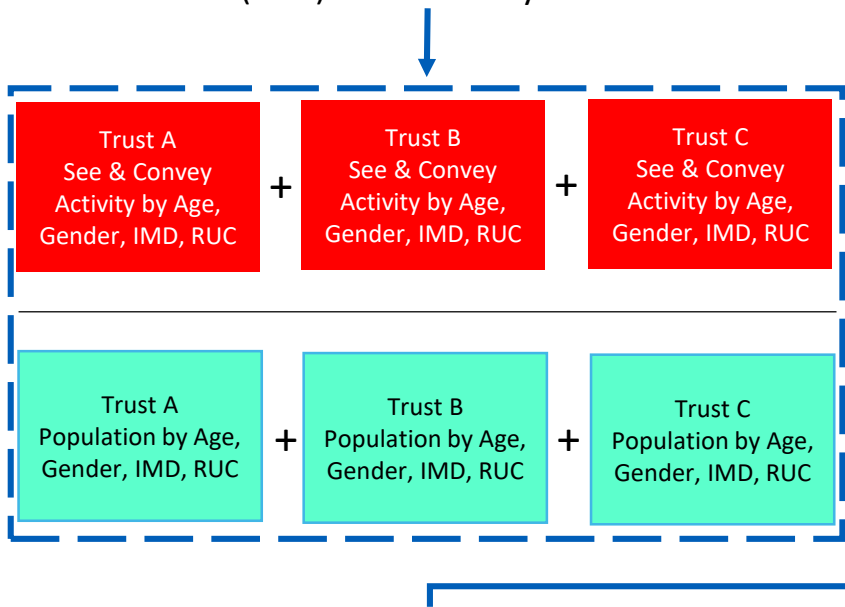 Trust A
See & Convey
Activity by Age,
Gender, IMD, RUC
+
Trust B
See & Convey
Activity by Age,
Gender, IMD, RUC
+
Trust C
See & Convey
Activity by Age,
Gender, IMD, RUC
Trust A
Population by Age,
Gender, IMD, RUC
+
Trust B
Population by Age,
Gender, IMD, RUC
+
Trust C
Population by Age,
Gender, IMD, RUC